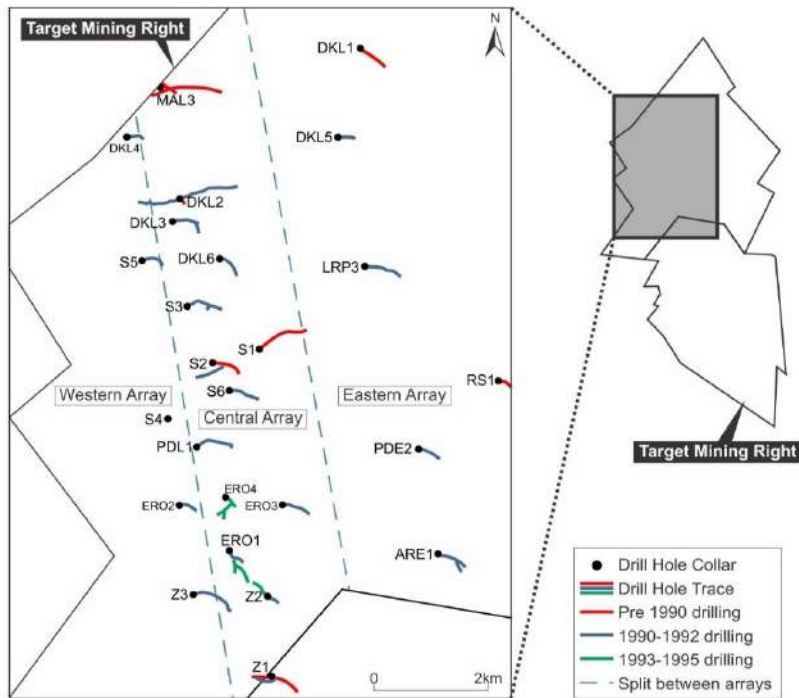 Target Mining Right
N
DKL1
MAL3
DKL4
DKL5
DKL2
DKL3
S5
DKL6
LRP3
S3
S1
S2
RS1
S6
Western Array
Eastern Array
S4
Central Array
PDL1
PDE2
Target Mining Right
ERO4
ERO2
ERO3
ERO1
ARE1
Z3
Z2
Z1
0
2km
Drill Hole Collar
Drill Hole Trace
Pre 1990 drilling
1990-1992 drilling
1993-1995 drilling
Split between arrays